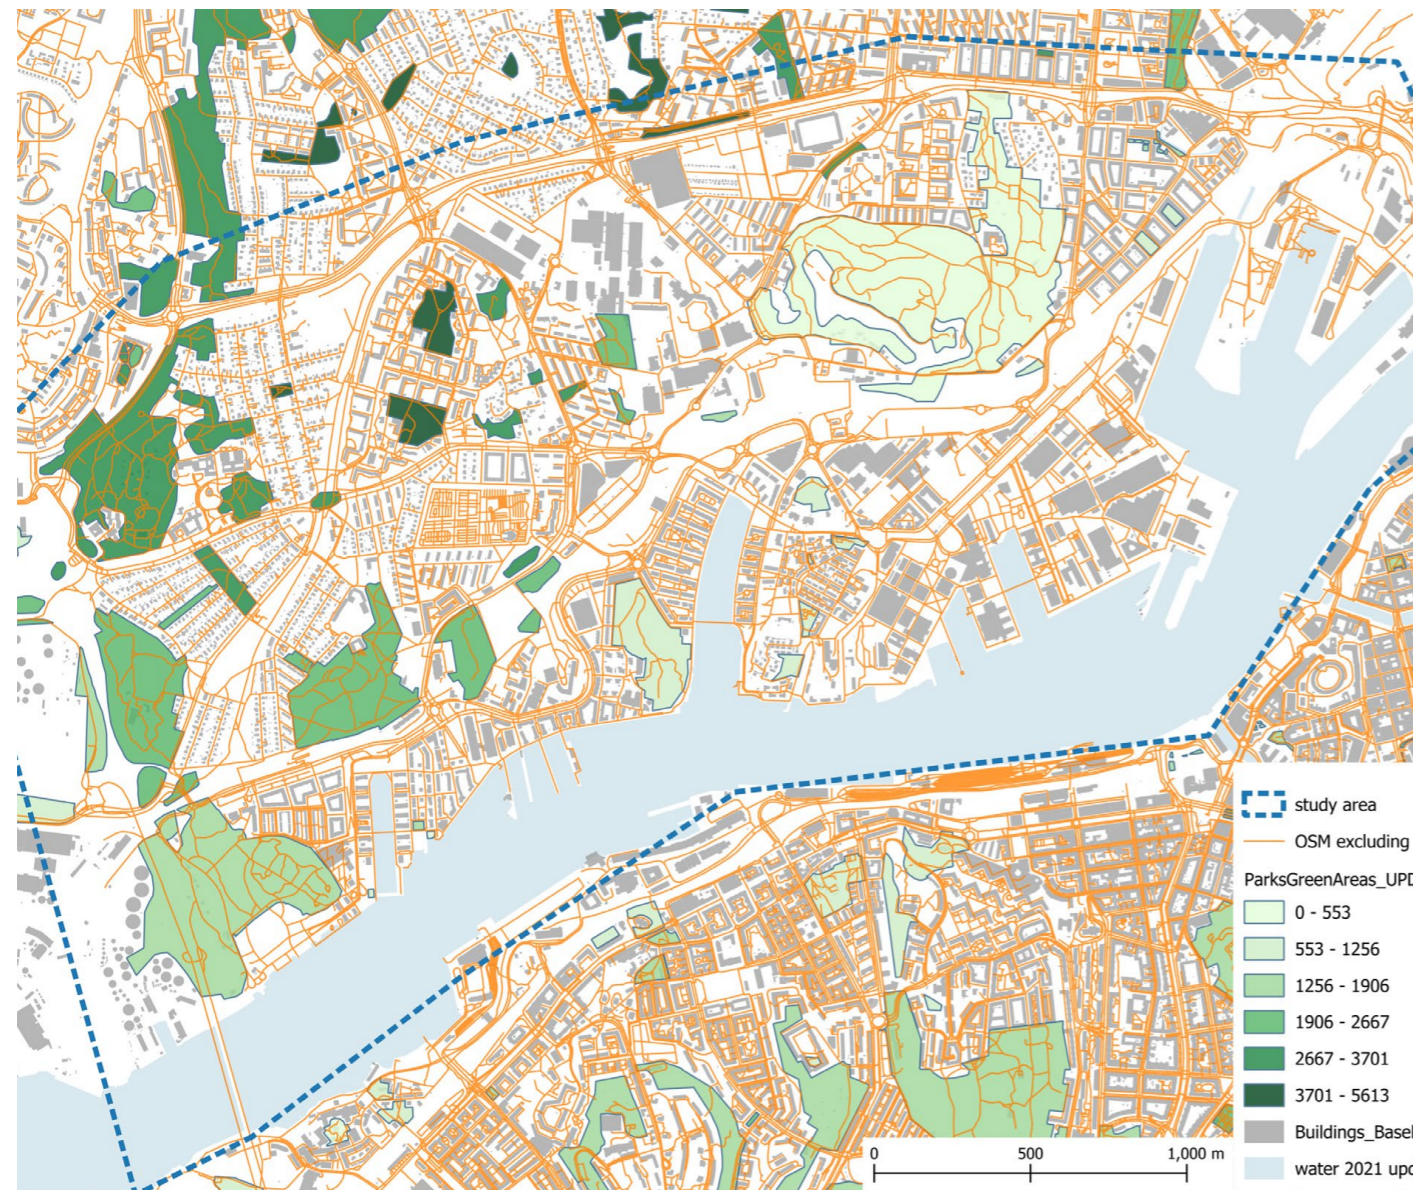 study area
OSM excluding
ParksGreenAreas_UPD
0 - 553
553 - 1256
1256 - 1906
1906 - 2667
2667 - 3701
3701 - 5613
Buildings_Basel
water 2021 upd
0 500 1,000 m